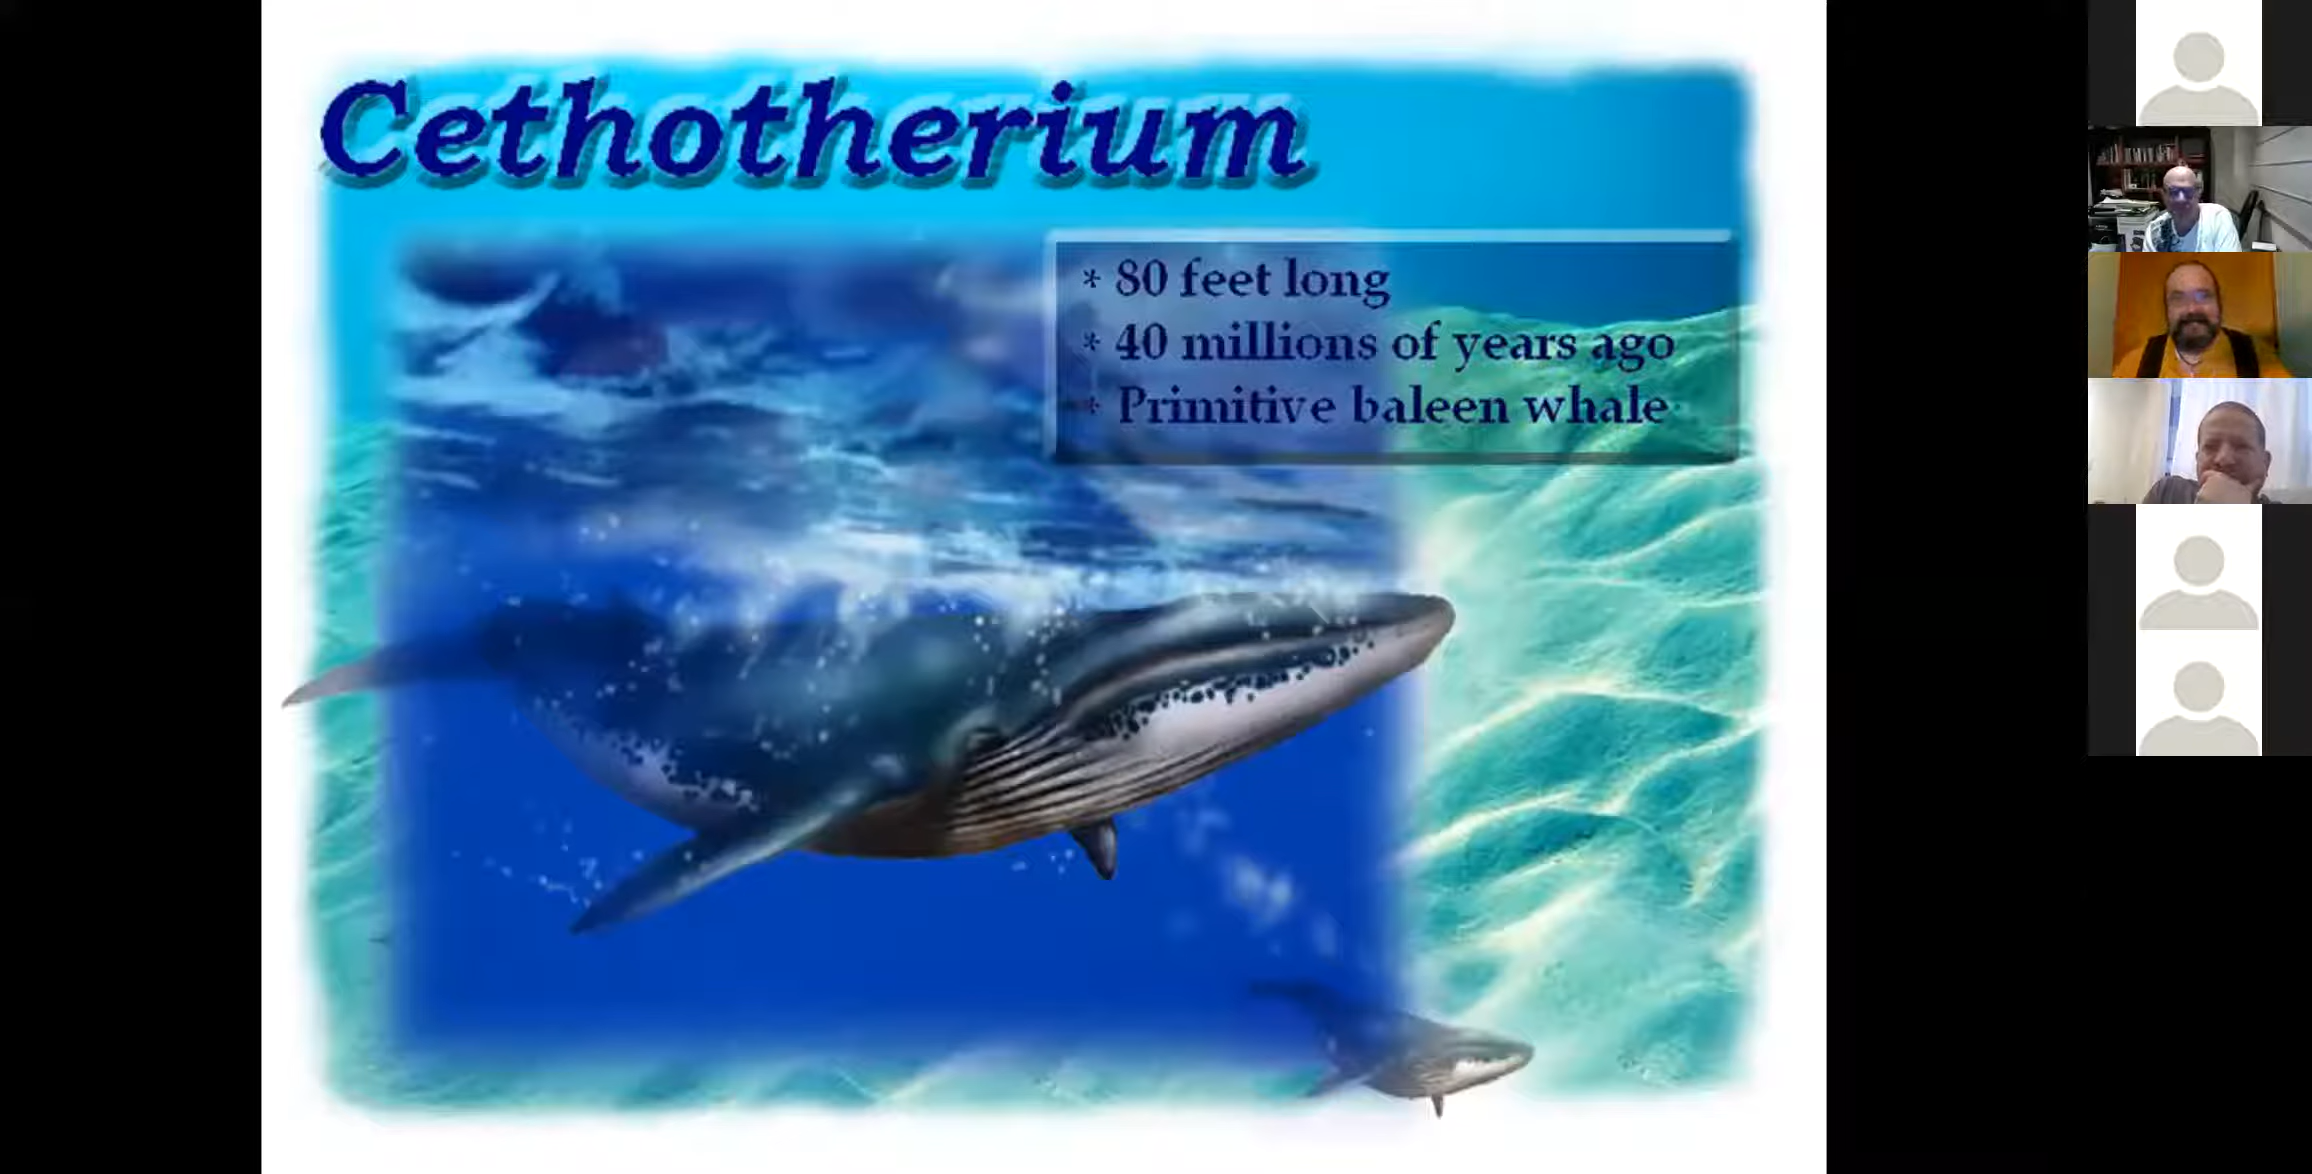 Cethotherium
* 80 feet long
* 40 millions of years ago
* Primitive baleen whale